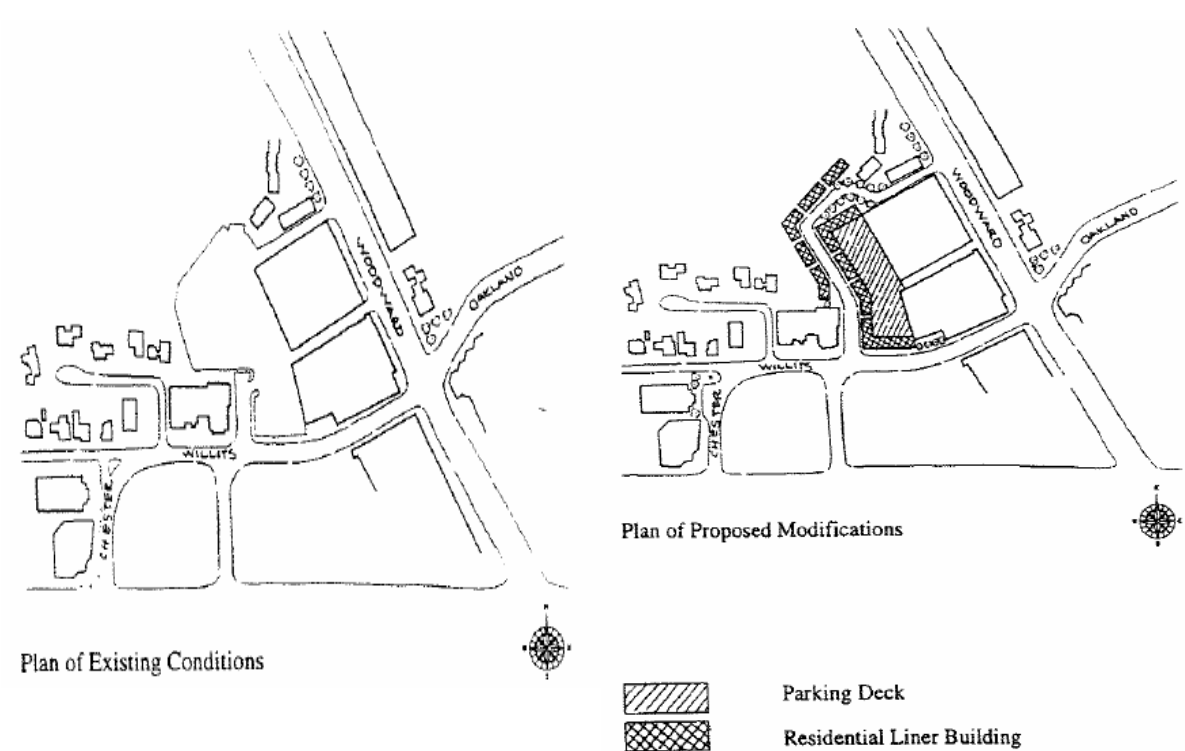 WOODWARD
OAKLAND
WILLITS
CHESTER
Plan of Existing Conditions
WOODWARD
OAKLAND
WILLITS
CHESTER
Plan of Proposed Modifications
Parking Deck
Residential Liner Building